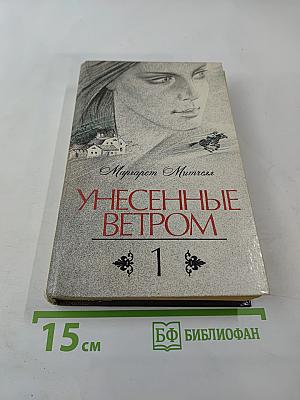 Маргарет Митчелл
УНЕСЕННЫЕ
ВЕТРОМ
1
15 см
БФ БИБЛИОФАН